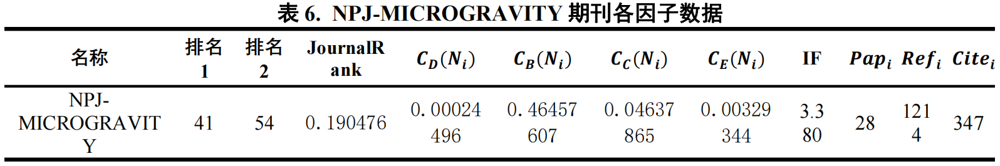 表 6. NPJ-MICROGRAVITY 期刊各因子数据
名称 排名1 排名2 JournalRank C_D(N_i) C_B(N_i) C_C(N_i) C_E(N_i) IF Pap_i Ref_i Cite_i
NPJ-MICROGRAVITY 41 54 0.190476 0.00024496 0.46457607 0.04637865 0.00329344 3.380 28 1214 347